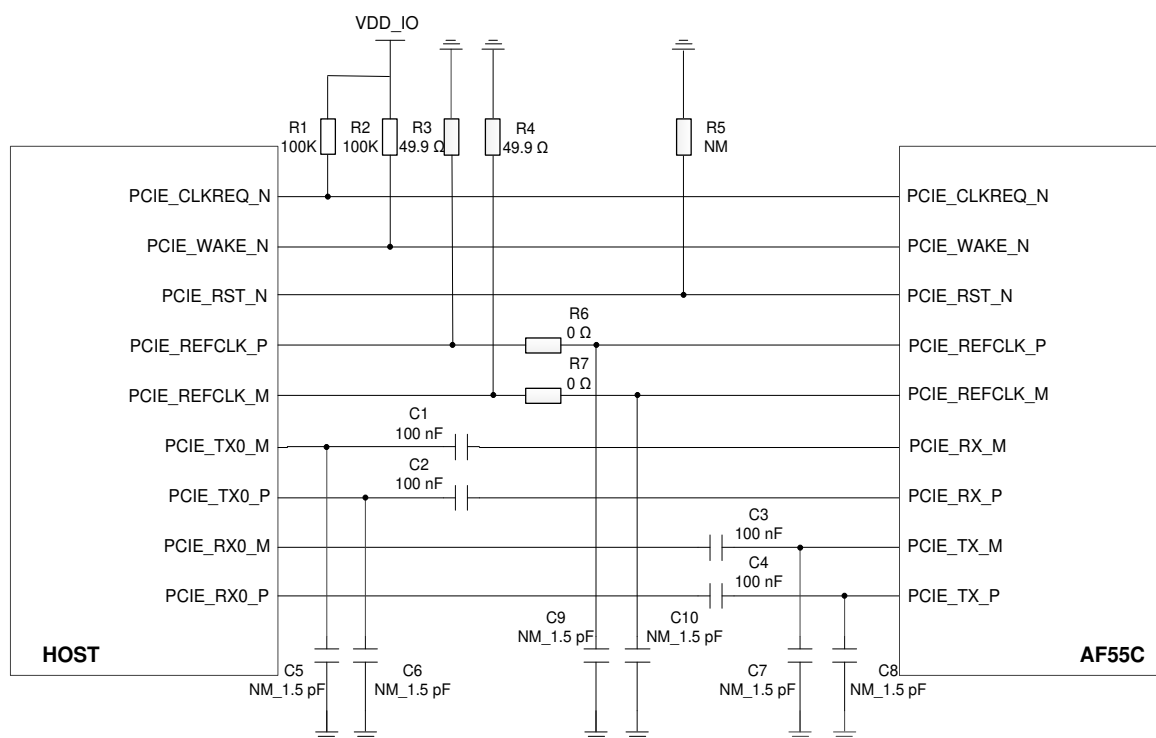 VDD_IO
R1
100K
R2
100K
R3
49.9 Ω
R4
49.9 Ω
R5
NM
PCIE_CLKREQ_N
PCIE_CLKREQ_N
PCIE_WAKE_N
PCIE_WAKE_N
PCIE_RST_N
PCIE_RST_N
R6
0 Ω
PCIE_REFCLK_P
PCIE_REFCLK_P
R7
0 Ω
PCIE_REFCLK_M
PCIE_REFCLK_M
C1
100 nF
PCIE_TX0_M
PCIE_RX_M
C2
100 nF
PCIE_TX0_P
PCIE_RX_P
C3
100 nF
PCIE_RX0_M
PCIE_TX_M
C4
100 nF
PCIE_RX0_P
PCIE_TX_P
C9
NM_1.5 pF
C10
NM_1.5 pF
HOST
AF55C
C5
NM_1.5 pF
C6
NM_1.5 pF
C7
NM_1.5 pF
C8
NM_1.5 pF